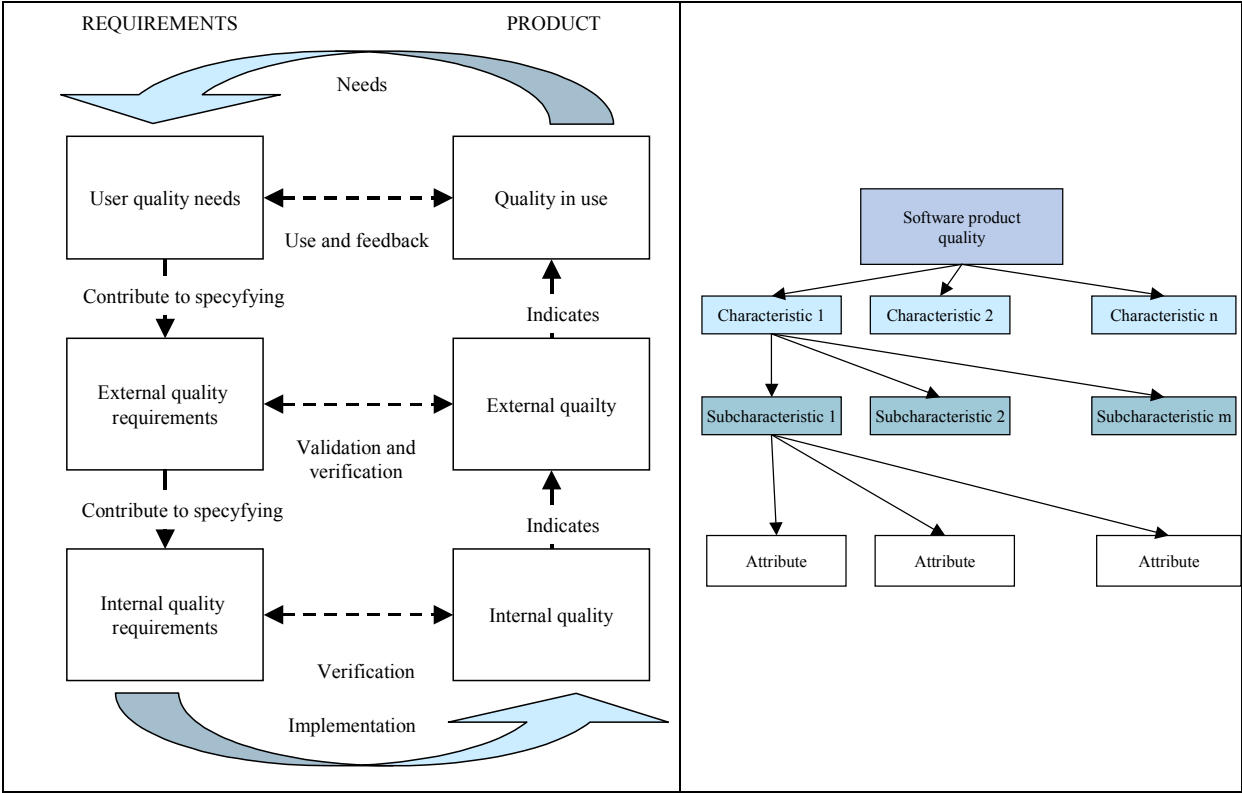 REQUIREMENTS
PRODUCT
Needs
User quality needs
Quality in use
Use and feedback
Contribute to specyfying
Indicates
External quality
requirements
External quailty
Validation and
verification
Contribute to specyfying
Indicates
Internal quality
requirements
Internal quality
Verification
Implementation
Software product
quality
Characteristic 1
Characteristic 2
Characteristic n
Subcharacteristic 1
Subcharacteristic 2
Subcharacteristic m
Attribute
Attribute
Attribute